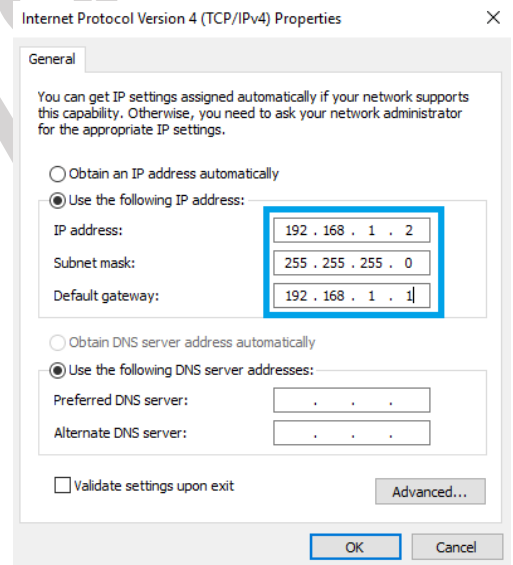 Internet Protocol Version 4 (TCP/IPv4) Properties
General
You can get IP settings assigned automatically if your network supports
this capability. Otherwise, you need to ask your network administrator
for the appropriate IP settings.
Obtain an IP address automatically
Use the following IP address:
IP address: 192 . 168 . 1 . 2
Subnet mask: 255 . 255 . 255 . 0
Default gateway: 192 . 168 . 1 . 1
Obtain DNS server address automatically
Use the following DNS server addresses:
Preferred DNS server: . . .
Alternate DNS server: . . .
Validate settings upon exit
Advanced...
OK Cancel